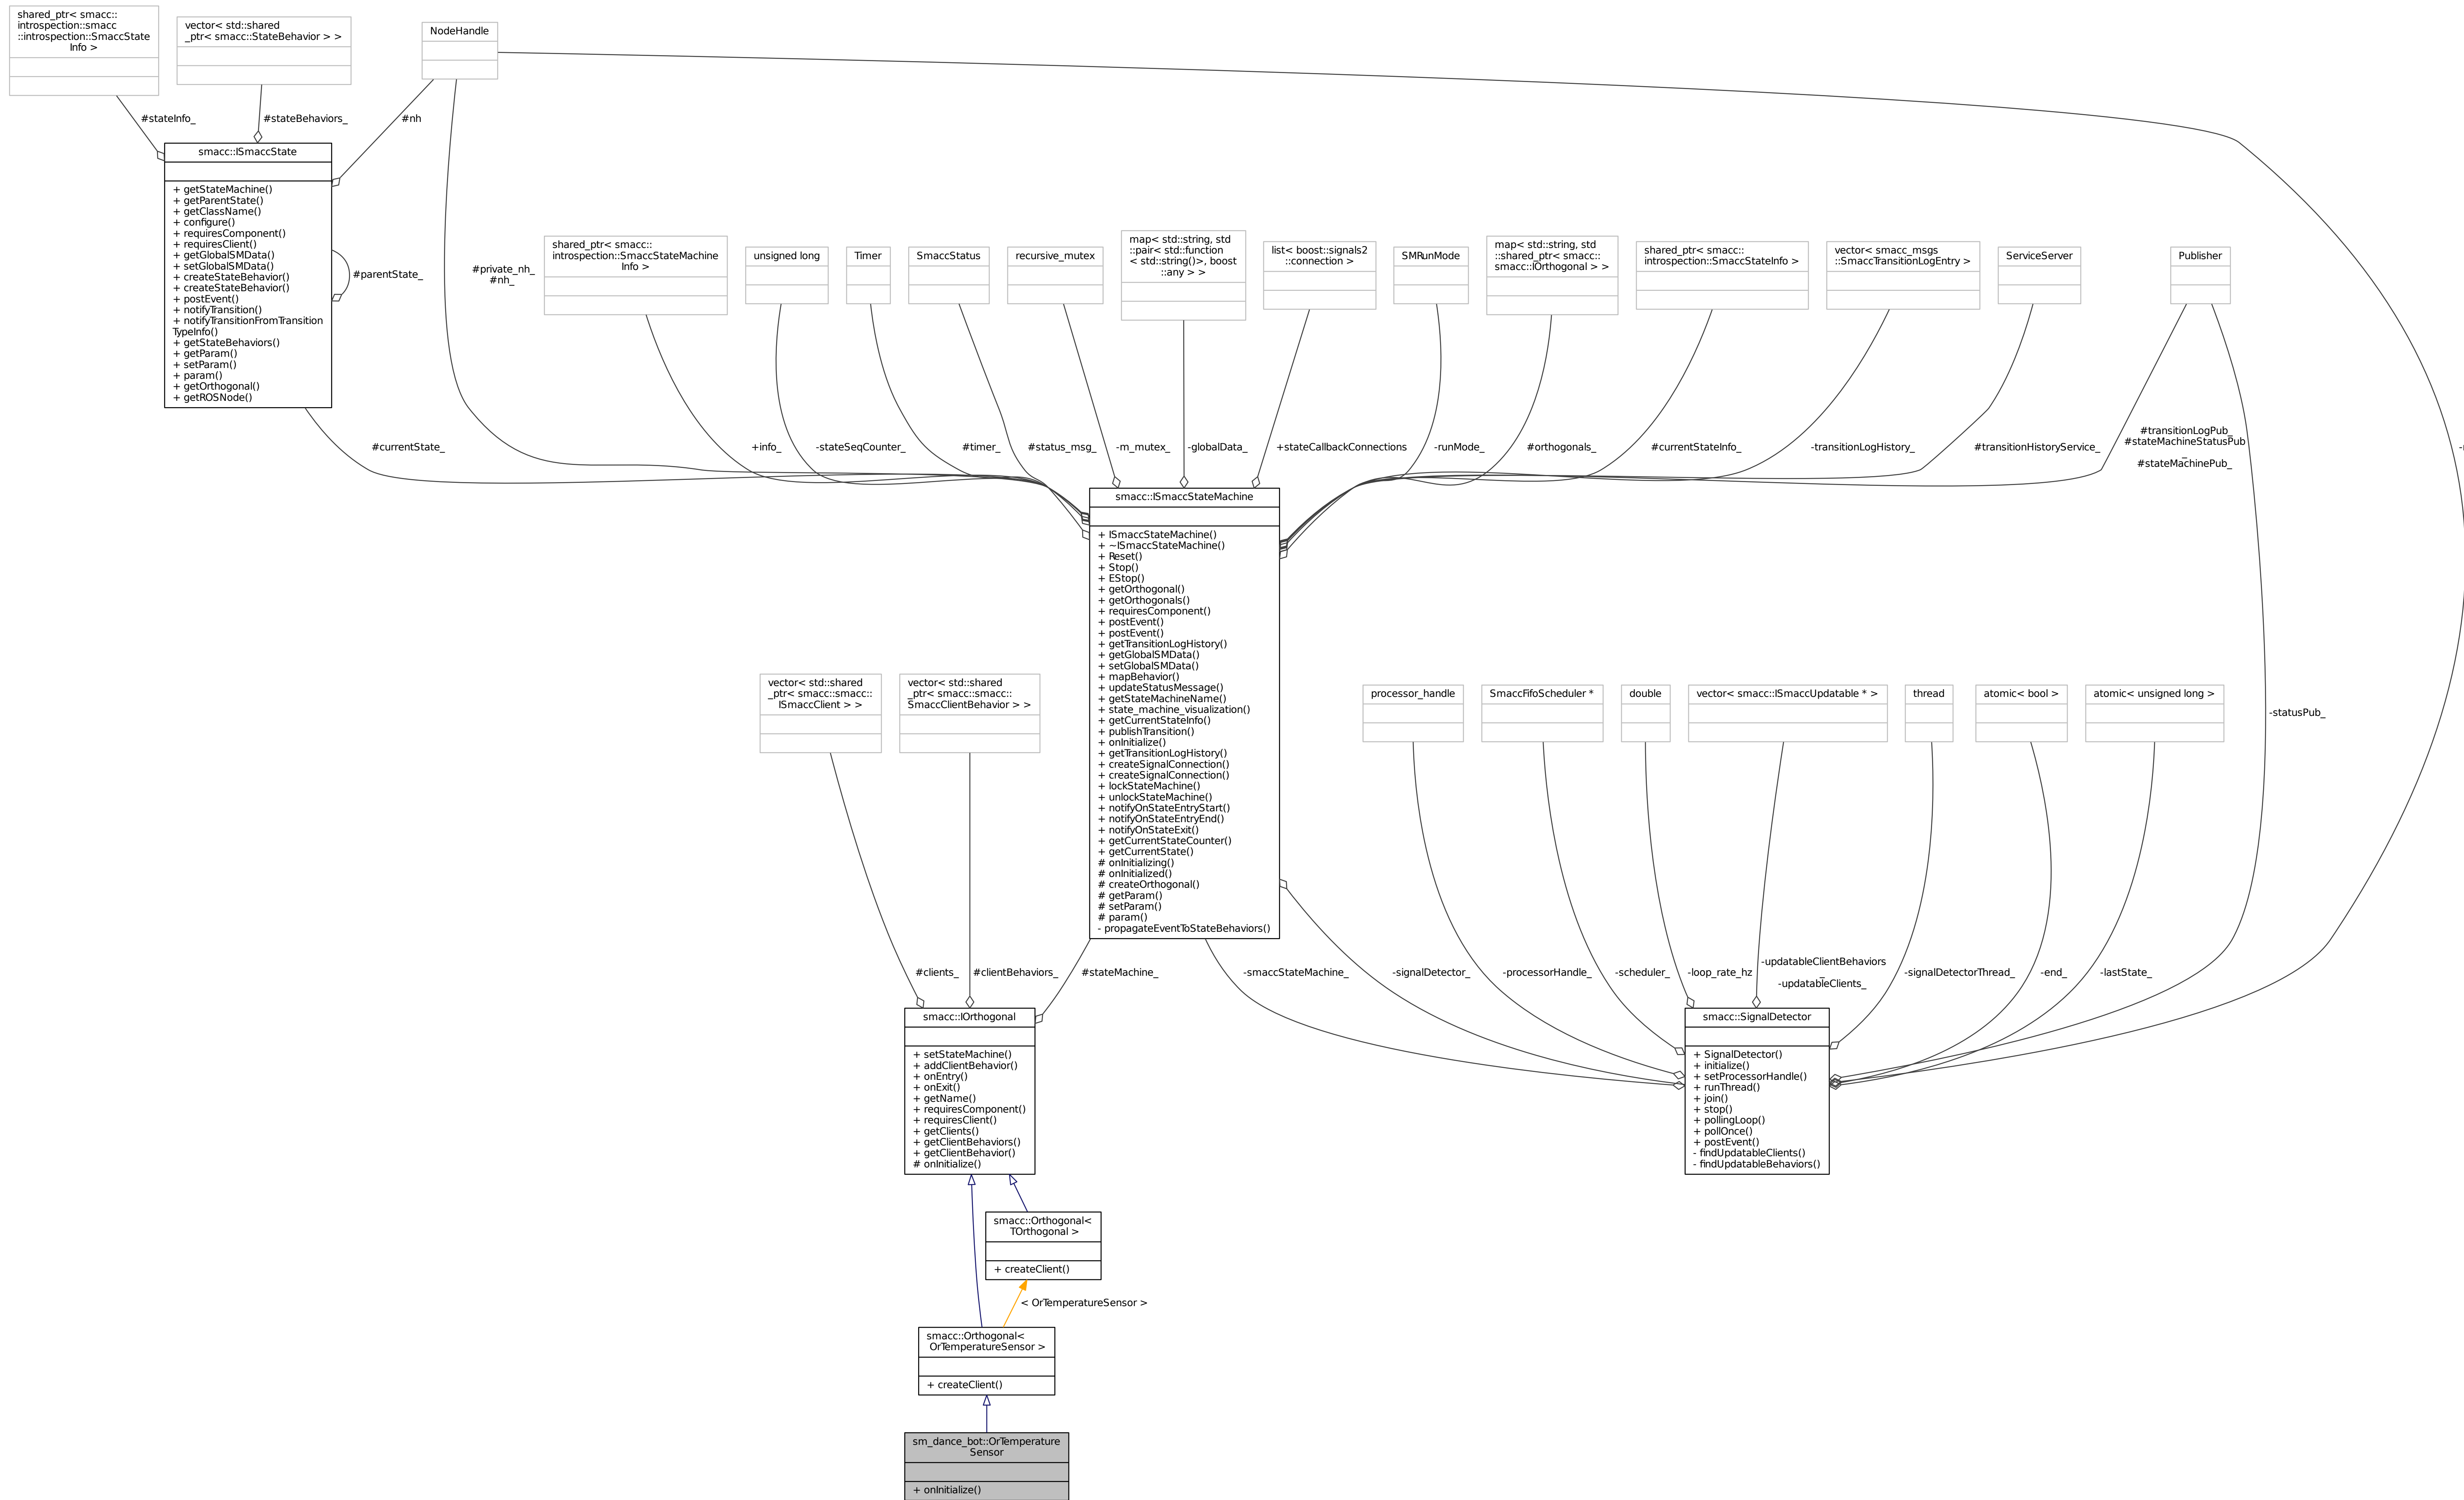 shared_ptr< smacc::
introspection::smacc
::introspection::SmaccState
Info >
vector< std::shared
_ptr< smacc::StateBehavior > >
NodeHandle
#stateInfo_
#stateBehaviors_
#nh
smacc::ISmaccState
+ getStateMachine()
+ getParentState()
+ getClassName()
+ configure()
+ requiresComponent()
+ requiresClient()
+ getGlobalSMData()
+ setGlobalSMData()
+ createStateBehavior()
+ createStateBehavior()
+ postEvent()
+ notifyTransition()
+ notifyTransitionFromTransition
TypeInfo()
+ getStateBehaviors()
+ getParam()
+ setParam()
+ param()
+ getOrthogonal()
+ getROSNode()
#parentState_
#private_nh_
#nh_
shared_ptr< smacc::
introspection::SmaccStateMachine
Info >
unsigned long
Timer
SmaccStatus
recursive_mutex
map< std::string, std
::pair< std::function
< std::string()>, boost
::any > >
list< boost::signals2
::connection >
SMRunMode
map< std::string, std
::shared_ptr< smacc::
smacc::IOrthogonal > >
shared_ptr< smacc::
introspection::SmaccStateInfo >
vector< smacc_msgs
::SmaccTransitionLogEntry >
ServiceServer
Publisher
#currentState_
+info_
-stateSeqCounter_
#timer_
#status_msg_
-m_mutex_
-globalData_
+stateCallbackConnections
-runMode_
#orthogonals_
#currentStateInfo_
-transitionLogHistory_
#transitionHistoryService_
#transitionLogPub_
#stateMachineStatusPub
_
#stateMachinePub_
smacc::ISmaccStateMachine
+ ISmaccStateMachine()
+ ~ISmaccStateMachine()
+ Reset()
+ Stop()
+ EStop()
+ getOrthogonal()
+ getOrthogonals()
+ requiresComponent()
+ postEvent()
+ postEvent()
+ getTransitionLogHistory()
+ getGlobalSMData()
+ setGlobalSMData()
+ mapBehavior()
+ updateStatusMessage()
+ getStateMachineName()
+ state_machine_visualization()
+ getCurrentStateInfo()
+ publishTransition()
+ onInitialize()
+ getTransitionLogHistory()
+ createSignalConnection()
+ createSignalConnection()
+ lockStateMachine()
+ unlockStateMachine()
+ notifyOnStateEntryStart()
+ notifyOnStateEntryEnd()
+ notifyOnStateExit()
+ getCurrentStateCounter()
+ getCurrentState()
# onInitializing()
# onInitialized()
# createOrthogonal()
# getParam()
# setParam()
# param()
- propagateEventToStateBehaviors()
vector< std::shared
_ptr< smacc::smacc::
ISmaccClient > >
vector< std::shared
_ptr< smacc::smacc::
SmaccClientBehavior > >
processor_handle
SmaccFifoScheduler *
double
vector< smacc::ISmaccUpdatable * >
thread
atomic< bool >
atomic< unsigned long >
-statusPub_
#clients_
#clientBehaviors_
#stateMachine_
-smaccStateMachine_
-signalDetector_
-processorHandle_
-scheduler_
-loop_rate_hz
-updatableClientBehaviors
_
-updatableClients_
-signalDetectorThread_
-end_
-lastState_
smacc::IOrthogonal
+ setStateMachine()
+ addClientBehavior()
+ onEntry()
+ onExit()
+ getName()
+ requiresComponent()
+ requiresClient()
+ getClients()
+ getClientBehaviors()
+ getClientBehavior()
# onInitialize()
smacc::SignalDetector
+ SignalDetector()
+ initialize()
+ setProcessorHandle()
+ runThread()
+ join()
+ stop()
+ pollingLoop()
+ pollOnce()
+ postEvent()
- findUpdatableClients()
- findUpdatableBehaviors()
smacc::Orthogonal<
TOrthogonal >
+ createClient()
< OrTemperatureSensor >
smacc::Orthogonal<
OrTemperatureSensor >
+ createClient()
sm_dance_bot::OrTemperature
Sensor
+ onInitialize()